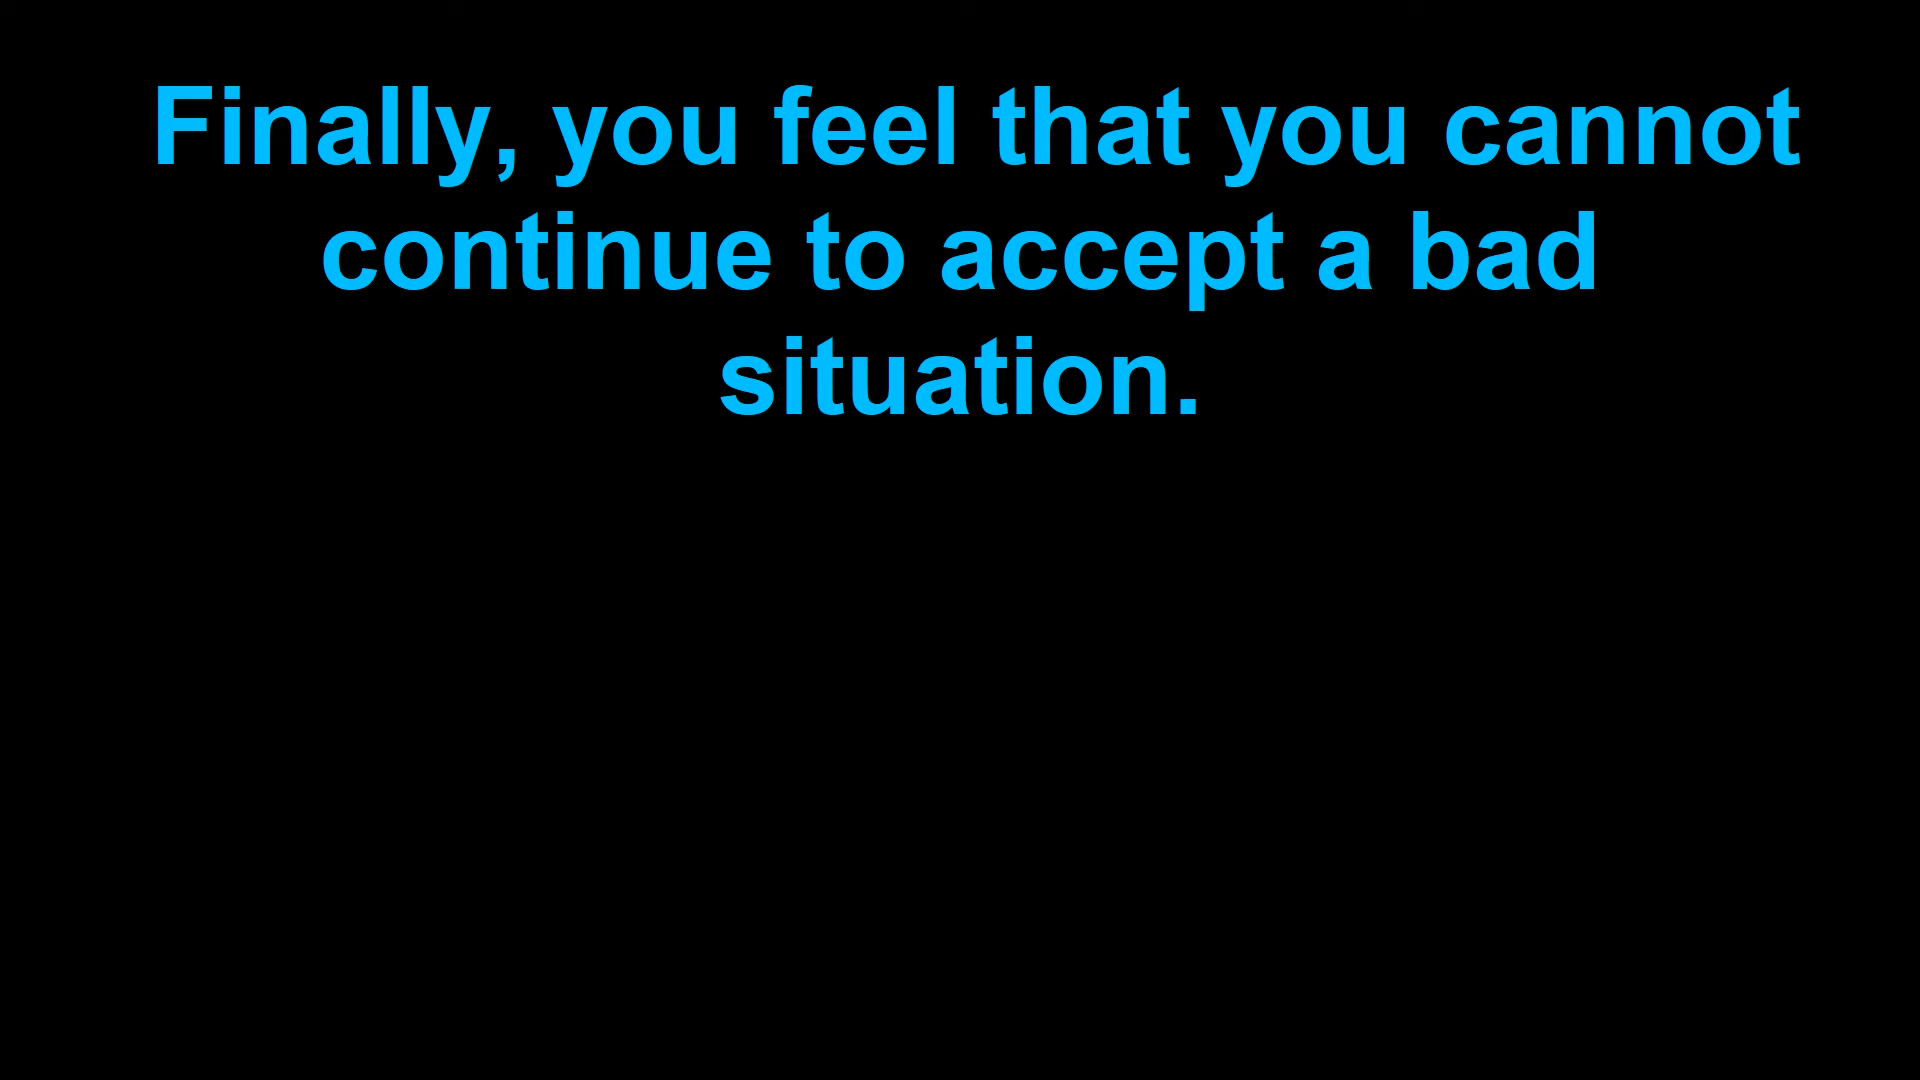 Finally, you feel that you cannot
continue to accept a bad
situation.